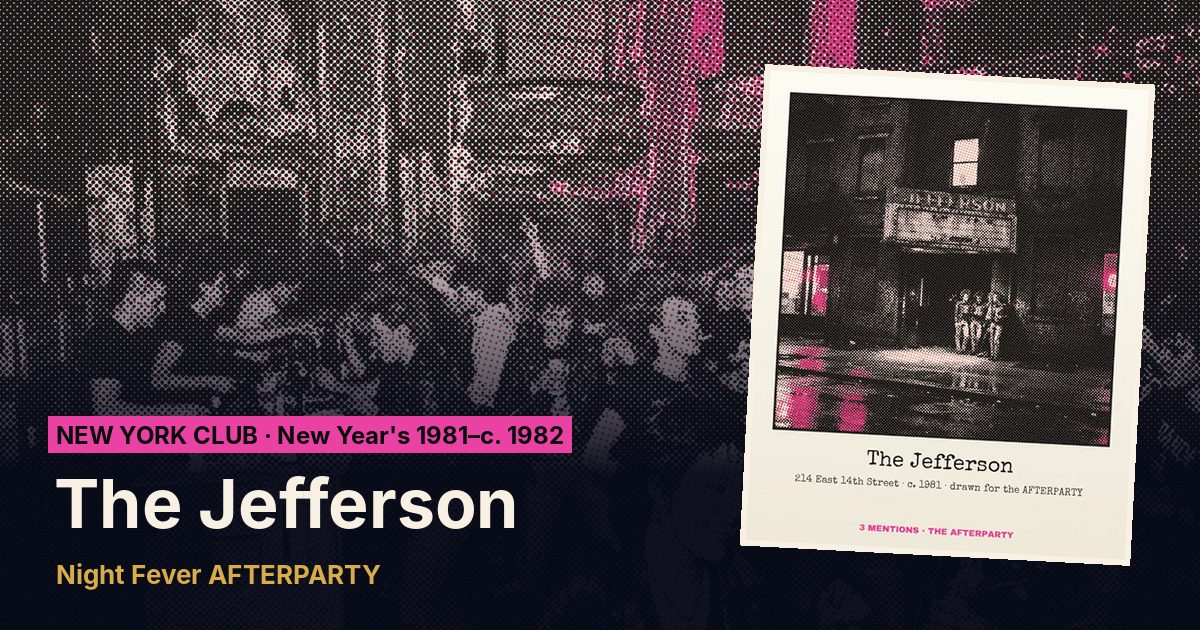 NEW YORK CLUB · New Year's 1981–c. 1982
The Jefferson
Night Fever AFTERPARTY
JEFFERSON
The Jefferson
214 East 14th Street · c. 1981 · drawn for the AFTERPARTY
3 MENTIONS · THE AFTERPARTY